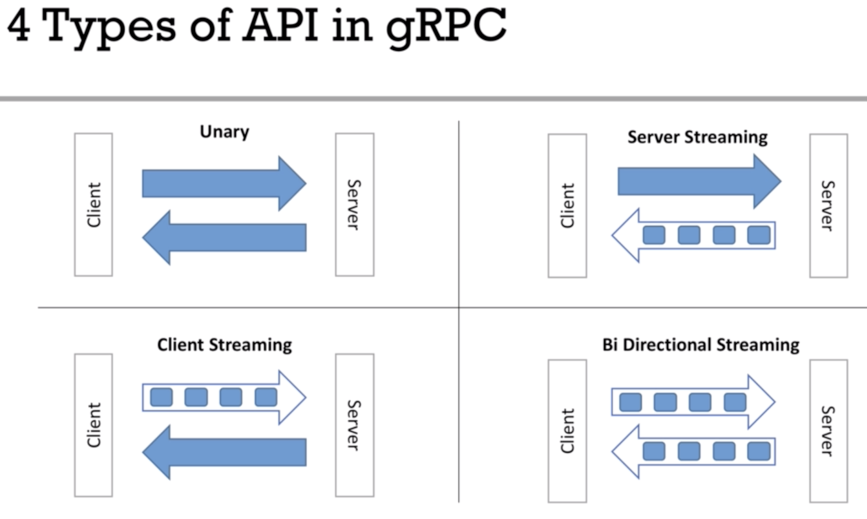 4 Types of API in gRPC
Unary
Client
Server
Server Streaming
Client
Server
Client Streaming
Client
Server
Bi Directional Streaming
Client
Server